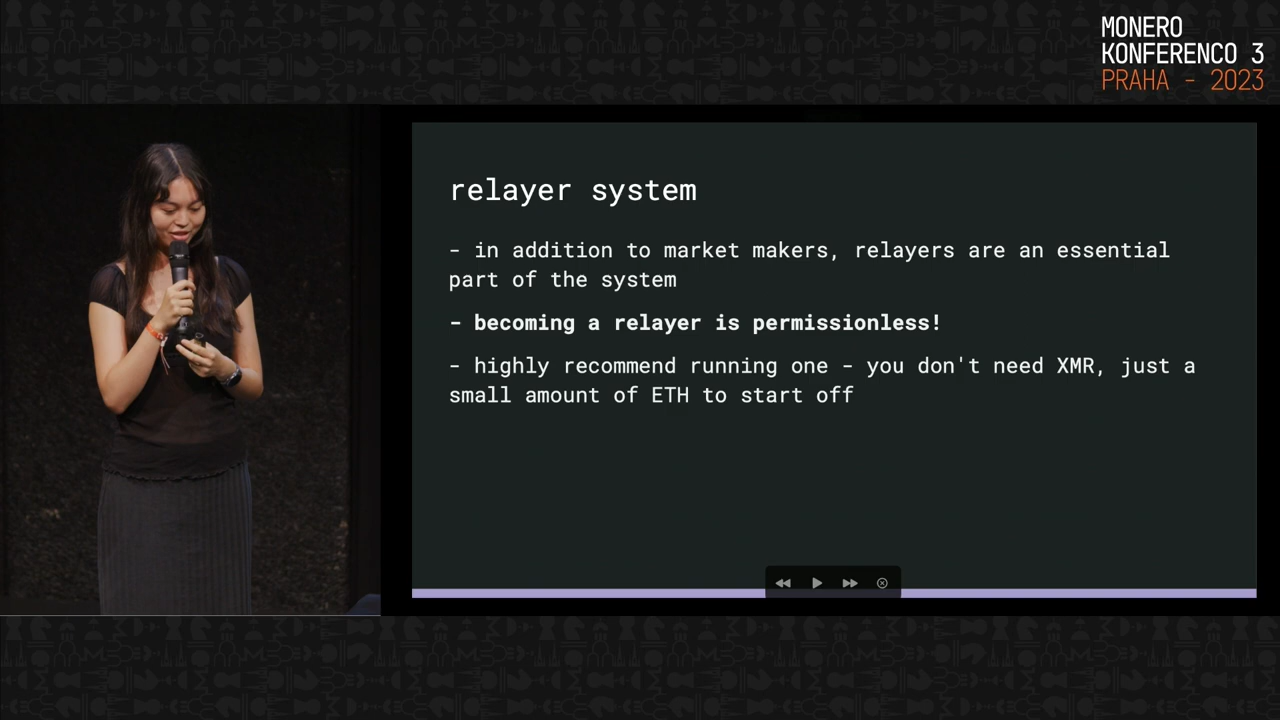 MONERO
KONFERENCO 3
PRAHA - 2023
relayer system
- in addition to market makers, relayers are an essential
part of the system
- becoming a relayer is permissionless!
- highly recommend running one - you don't need XMR, just a
small amount of ETH to start off